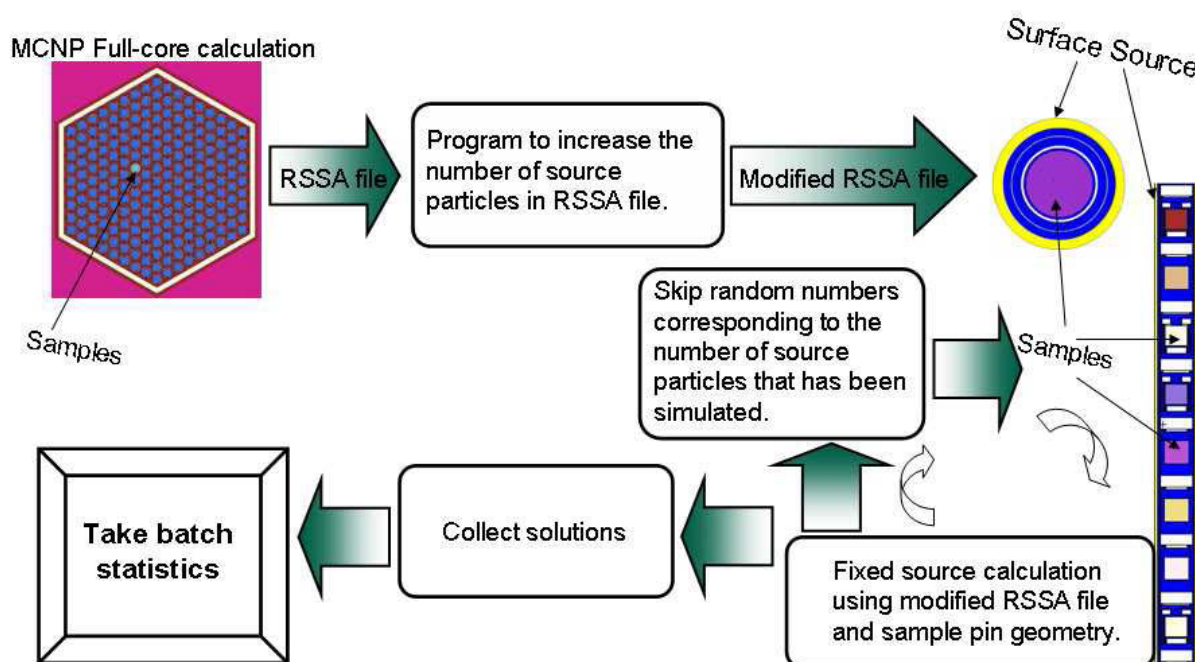 MCNP Full-core calculation
Samples
RSSA file
Program to increase the
number of source
particles in RSSA file.
Modified RSSA file
Surface Source
Samples
Skip random numbers
corresponding to the
number of source
particles that has been
simulated.
Fixed source calculation
using modified RSSA file
and sample pin geometry.
Collect solutions
Take batch
statistics